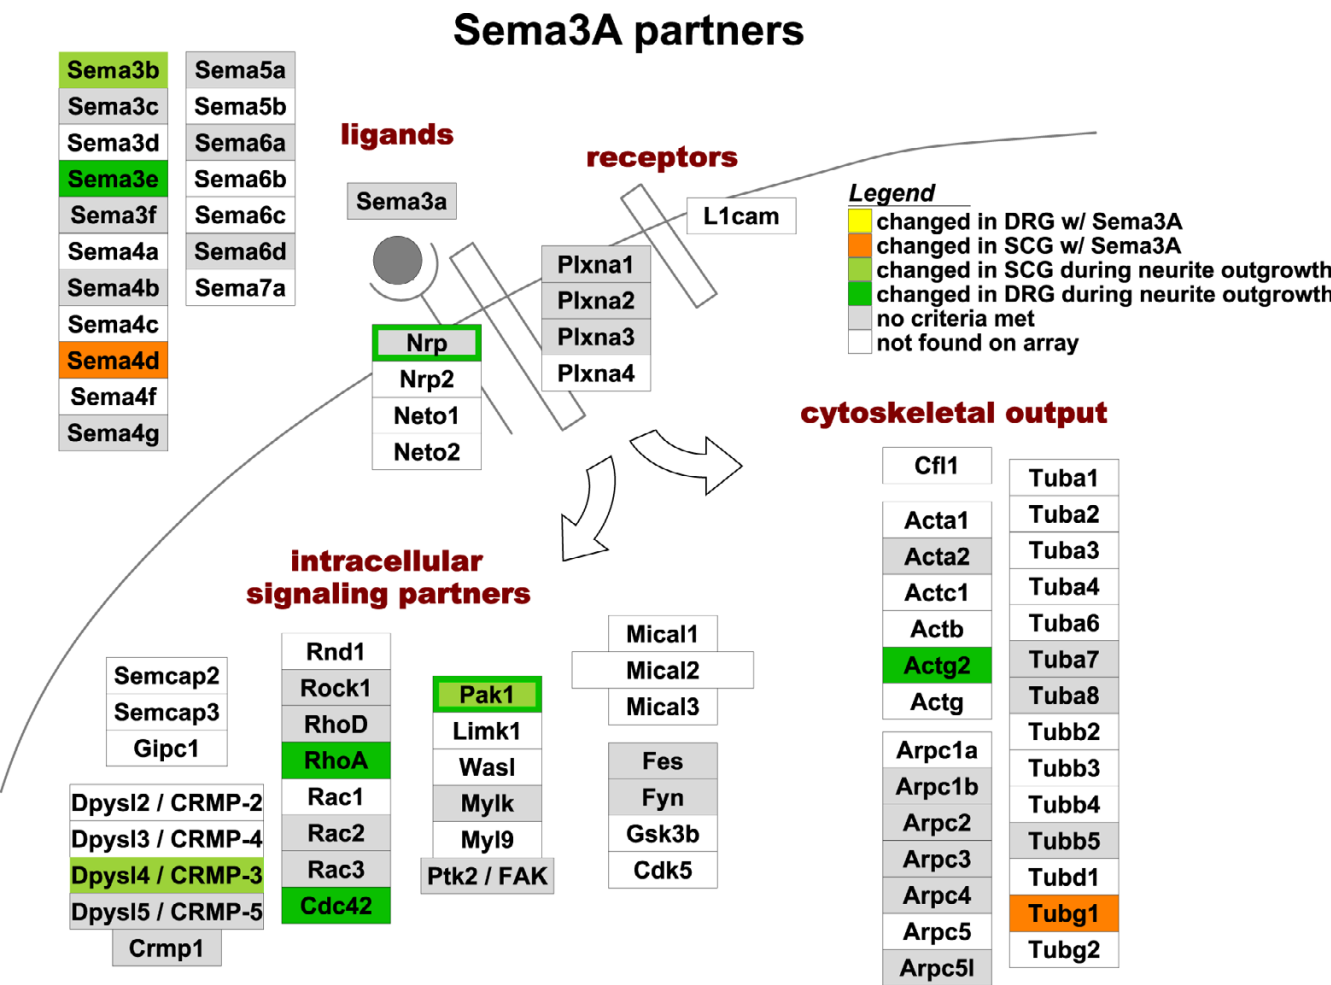 Sema3A partners
Sema3b
Sema3c
Sema3d
Sema3e
Sema3f
Sema4a
Sema4b
Sema4c
Sema4d
Sema4f
Sema4g
Sema5a
Sema5b
Sema6a
Sema6b
Sema6c
Sema6d
Sema7a
ligands
Sema3a
receptors
L1cam
Plxna1
Plxna2
Plxna3
Plxna4
Nrp
Nrp2
Neto1
Neto2
Legend
changed in DRG w/ Sema3A
changed in SCG w/ Sema3A
changed in SCG during neurite outgrowth
changed in DRG during neurite outgrowth
no criteria met
not found on array
intracellular
signaling partners
Semcap2
Semcap3
Gipc1
Dpysl2 / CRMP-2
Dpysl3 / CRMP-4
Dpysl4 / CRMP-3
Dpysl5 / CRMP-5
Crmp1
Rnd1
Rock1
RhoD
RhoA
Rac1
Rac2
Rac3
Cdc42
Pak1
Limk1
Wasl
Mylk
Myl9
Ptk2 / FAK
Mical1
Mical2
Mical3
Fes
Fyn
Gsk3b
Cdk5
cytoskeletal output
Cfl1
Acta1
Acta2
Actc1
Actb
Actg2
Actg
Arpc1a
Arpc1b
Arpc2
Arpc3
Arpc4
Arpc5
Arpc5l
Tuba1
Tuba2
Tuba3
Tuba4
Tuba6
Tuba7
Tuba8
Tubb2
Tubb3
Tubb4
Tubb5
Tubd1
Tubg1
Tubg2